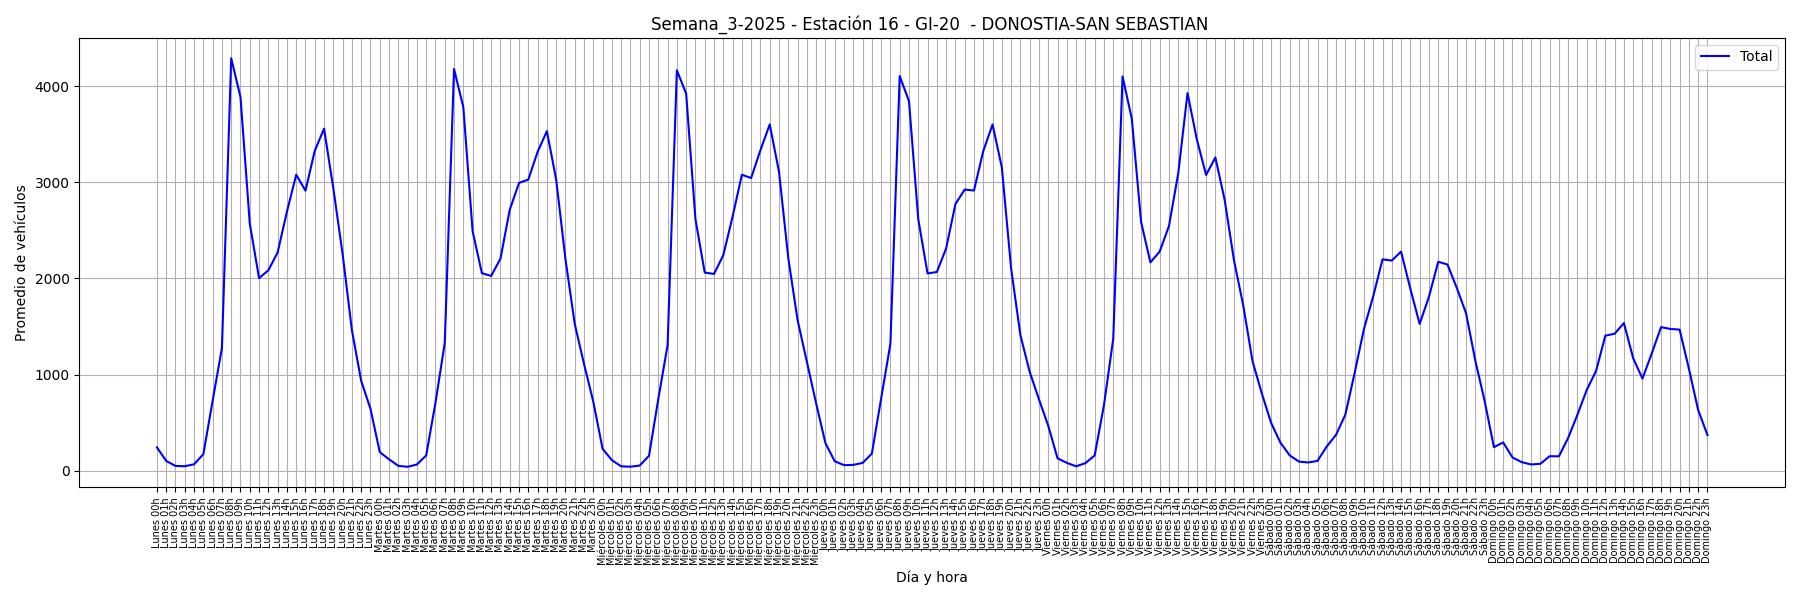 Semana_3-2025 - Estación 16 - GI-20 - DONOSTIA-SAN SEBASTIAN
Total
4000
3000
2000
1000
0
Promedio de vehículos
Lunes 00h
Lunes 01h
Lunes 02h
Lunes 03h
Lunes 04h
Lunes 05h
Lunes 06h
Lunes 07h
Lunes 08h
Lunes 09h
Lunes 10h
Lunes 11h
Lunes 12h
Lunes 13h
Lunes 14h
Lunes 15h
Lunes 16h
Lunes 17h
Lunes 18h
Lunes 19h
Lunes 20h
Lunes 21h
Lunes 22h
Lunes 23h
Martes 00h
Martes 01h
Martes 02h
Martes 03h
Martes 04h
Martes 05h
Martes 06h
Martes 07h
Martes 08h
Martes 09h
Martes 10h
Martes 11h
Martes 12h
Martes 13h
Martes 14h
Martes 15h
Martes 16h
Martes 17h
Martes 18h
Martes 19h
Martes 20h
Martes 21h
Martes 22h
Martes 23h
Miércoles 00h
Miércoles 01h
Miércoles 02h
Miércoles 03h
Miércoles 04h
Miércoles 05h
Miércoles 06h
Miércoles 07h
Miércoles 08h
Miércoles 09h
Miércoles 10h
Miércoles 11h
Miércoles 12h
Miércoles 13h
Miércoles 14h
Miércoles 15h
Miércoles 16h
Miércoles 17h
Miércoles 18h
Miércoles 19h
Miércoles 20h
Miércoles 21h
Miércoles 22h
Miércoles 23h
Jueves 00h
Jueves 01h
Jueves 02h
Jueves 03h
Jueves 04h
Jueves 05h
Jueves 06h
Jueves 07h
Jueves 08h
Jueves 09h
Jueves 10h
Jueves 11h
Jueves 12h
Jueves 13h
Jueves 14h
Jueves 15h
Jueves 16h
Jueves 17h
Jueves 18h
Jueves 19h
Jueves 20h
Jueves 21h
Jueves 22h
Jueves 23h
Viernes 00h
Viernes 01h
Viernes 02h
Viernes 03h
Viernes 04h
Viernes 05h
Viernes 06h
Viernes 07h
Viernes 08h
Viernes 09h
Viernes 10h
Viernes 11h
Viernes 12h
Viernes 13h
Viernes 14h
Viernes 15h
Viernes 16h
Viernes 17h
Viernes 18h
Viernes 19h
Viernes 20h
Viernes 21h
Viernes 22h
Viernes 23h
Sábado 00h
Sábado 01h
Sábado 02h
Sábado 03h
Sábado 04h
Sábado 05h
Sábado 06h
Sábado 07h
Sábado 08h
Sábado 09h
Sábado 10h
Sábado 11h
Sábado 12h
Sábado 13h
Sábado 14h
Sábado 15h
Sábado 16h
Sábado 17h
Sábado 18h
Sábado 19h
Sábado 20h
Sábado 21h
Sábado 22h
Sábado 23h
Domingo 00h
Domingo 01h
Domingo 02h
Domingo 03h
Domingo 04h
Domingo 05h
Domingo 06h
Domingo 07h
Domingo 08h
Domingo 09h
Domingo 10h
Domingo 11h
Domingo 12h
Domingo 13h
Domingo 14h
Domingo 15h
Domingo 16h
Domingo 17h
Domingo 18h
Domingo 19h
Domingo 20h
Domingo 21h
Domingo 22h
Domingo 23h
Día y hora